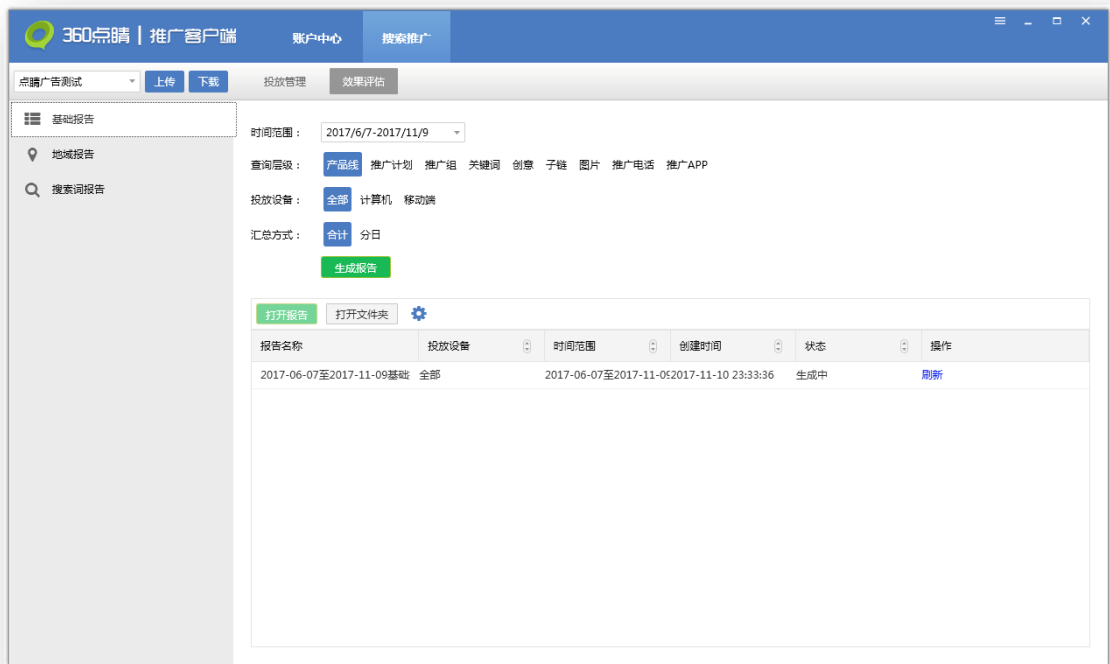 360点睛 | 推广客户端 账户中心 搜索推广
点睛广告测试 上传 下载 投放管理 效果评估
基础报告
地域报告
搜索词报告
时间范围： 2017/6/7-2017/11/9
查询层级： 产品线 推广计划 推广组 关键词 创意 子链 图片 推广电话 推广APP
投放设备： 全部 计算机 移动端
汇总方式： 合计 分日
生成报告
打开报告 打开文件夹
报告名称 投放设备 时间范围 创建时间 状态 操作
2017-06-07至2017-11-09基础 全部 2017-06-07至2017-11-0 2017-11-10 23:33:36 生成中 刷新